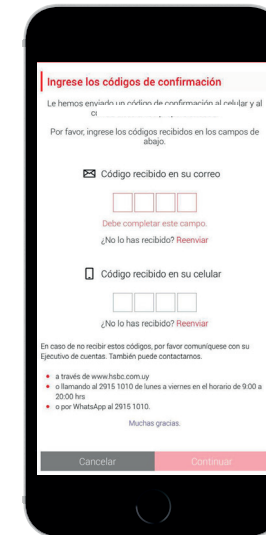 Ingrese los códigos de confirmación
Le hemos enviado un código de confirmación al celular y al
Por favor, ingrese los códigos recibidos en los campos de
abajo.
Código recibido en su correo
Debe completar este campo.
¿No lo has recibido? Reenviar
Código recibido en su celular
¿No lo has recibido? Reenviar
En caso de no recibir estos códigos, por favor comuníquese con su
Ejecutivo de cuentas. También puede contactarnos.
a través de www.hsbc.com.uy
o llamando al 2915 1010 de lunes a viernes en el horario de 9:00 a
20:00 hrs
o por WhatsApp al 2915 1010.
Muchas gracias.
Cancelar
Continuar